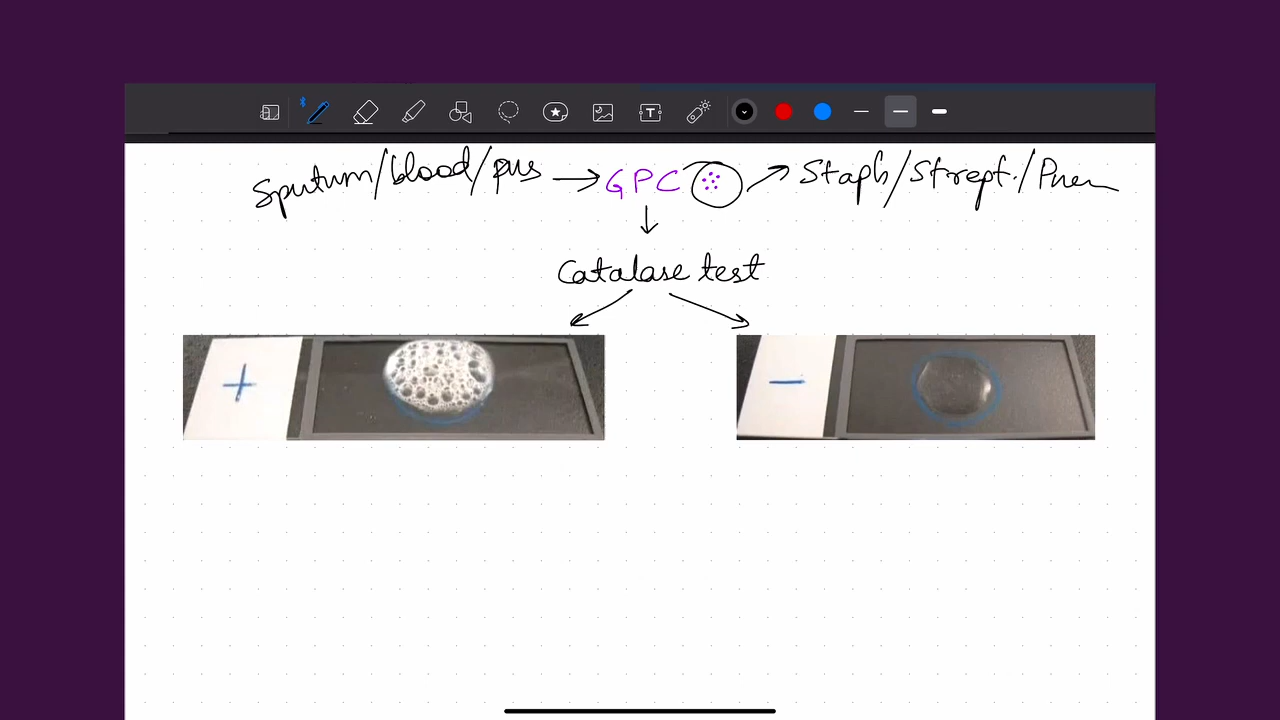 Sputum/blood/pus → GPC → Staph/Strept./Pneu
Catalase test
+ −